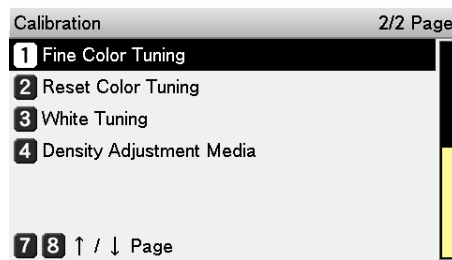 Calibration 2/2 Page
1 Fine Color Tuning
2 Reset Color Tuning
3 White Tuning
4 Density Adjustment Media
7 8 ↑ / ↓ Page